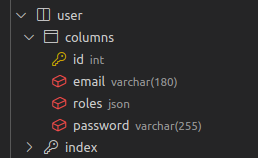 user
columns
id int
email varchar(180)
roles json
password varchar(255)
index